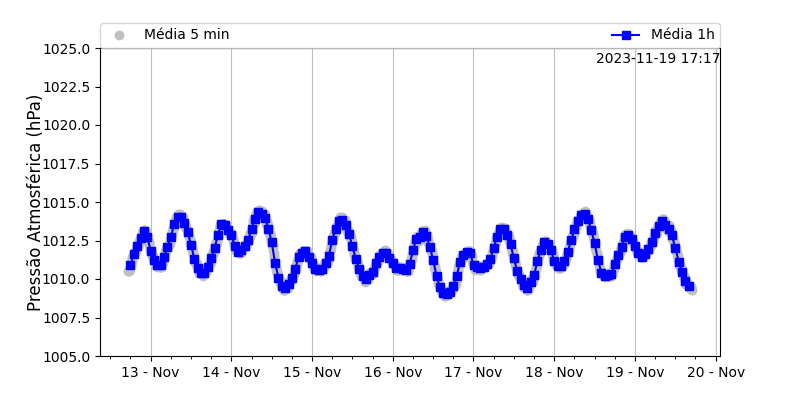 Média 5 min
Média 1h
2023-11-19 17:17
Pressão Atmosférica (hPa)
1025.0
1022.5
1020.0
1017.5
1015.0
1012.5
1010.0
1007.5
1005.0
13 - Nov
14 - Nov
15 - Nov
16 - Nov
17 - Nov
18 - Nov
19 - Nov
20 - Nov